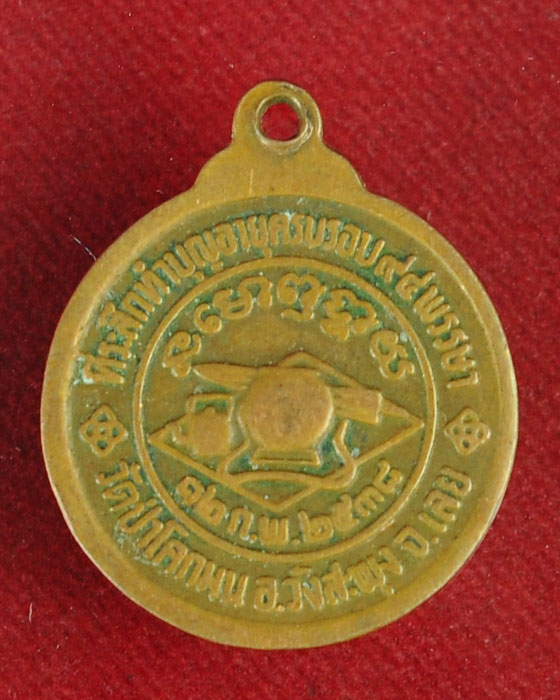 ที่ระลึกทำบุญอายุครบรอบ ๙๔ พรรษา
๑๒ ก.พ. ๒๕๓๘
วัดป่าโคกมน อ.วังสะพุง จ.เลย